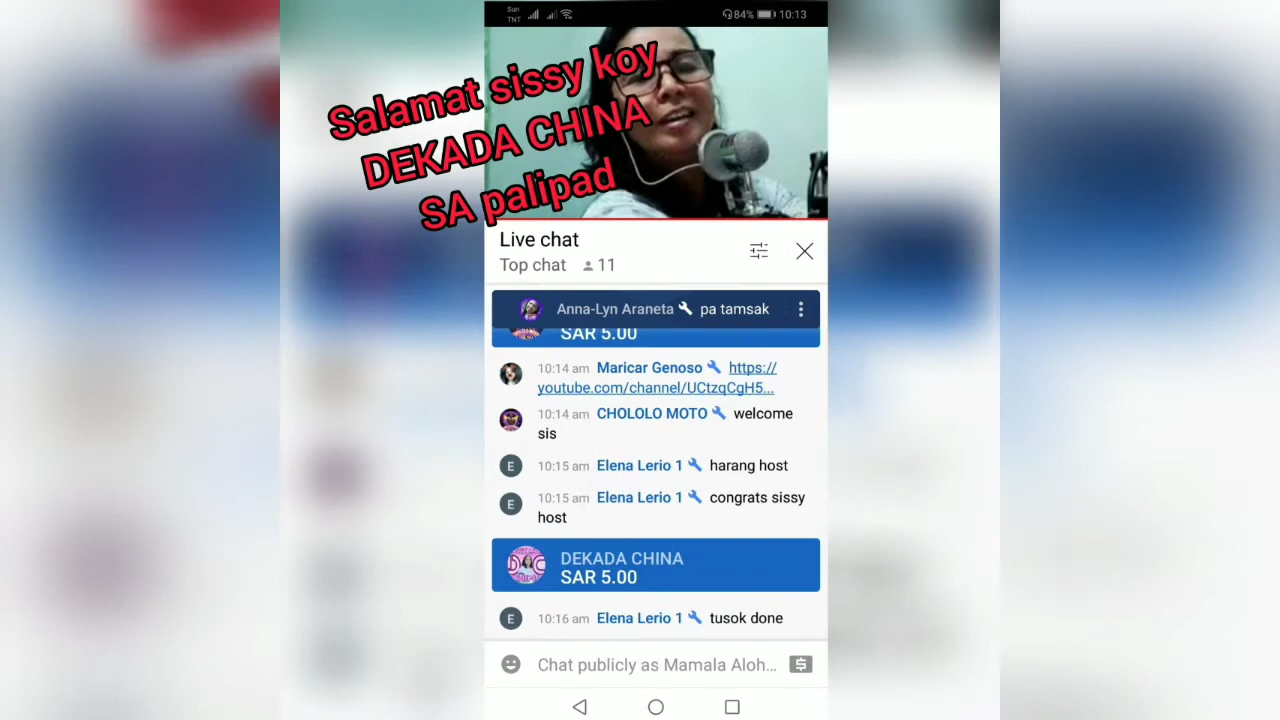 Sun
TNT
84%
10:13
Salamat sissy koy
DEKADA CHINA
SA palipad
Live chat
Top chat 11
Anna-Lyn Araneta pa tamsak
SAR 5.00
10:14 am Maricar Genoso https://
youtube.com/channel/UCtzqCgH5...
10:14 am CHOLOLO MOTO welcome
sis
E 10:15 am Elena Lerio 1 harang host
E 10:15 am Elena Lerio 1 congrats sissy
host
DEKADA CHINA
SAR 5.00
E 10:16 am Elena Lerio 1 tusok done
Chat publicly as Mamala Aloh...